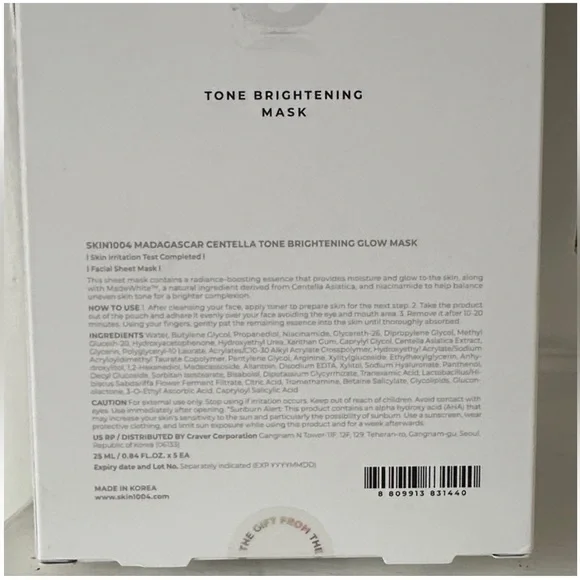 TONE BRIGHTENING
MASK
SKIN1004 MADAGASCAR CENTELLA TONE BRIGHTENING GLOW MASK
| Skin Irritation Test Completed |
| Facial Sheet Mask |
This sheet mask contains a radiance-boosting essence that provides moisture and glow to the skin, along
with MadeWhite™, a natural ingredient derived from Centella Asiatica, and niacinamide to help balance
uneven skin tone for a brighter complexion.
HOW TO USE 1. After cleansing your face, apply toner to prepare skin for the next step. 2. Take the product
out of the pouch and adhere it evenly over your face avoiding the eye and mouth area. 3. Remove it after 10-20
minutes. Using your fingers, gently pat the remaining essence into the skin until thoroughly absorbed.
INGREDIENTS Water, Butylene Glycol, Propanediol, Niacinamide, Glycereth-26, Dipropylene Glycol, Methyl
Gluceth-20, Hydroxyacetophenone, Hydroxyethyl Urea, Xanthan Gum, Caprylyl Glycol, Centella Asiatica Extract,
Glycerin, Polyglyceryl-10 Laurate, Acrylates/C10-30 Alkyl Acrylate Crosspolymer, Hydroxyethyl Acrylate/Sodium
Acryloyldimethyl Taurate Copolymer, Pentylene Glycol, Arginine, Xylitylglucoside, Ethylhexylglycerin, Anhy-
droxylitol, 1,2-Hexanediol, Madecassoside, Allantoin, Disodium EDTA, Xylitol, Sodium Hyaluronate, Panthenol,
Decyl Glucoside, Sorbitan Isostearate, Bisabolol, Dipotassium Glycyrrhizate, Tranexamic Acid, Lactobacillus/Hi-
biscus Sabdariffa Flower Ferment Filtrate, Citric Acid, Tromethamine, Betaine Salicylate, Glycolipids, Glucon-
olactone, 3-O-Ethyl Ascorbic Acid, Capryloyl Salicylic Acid
CAUTION For external use only. Stop using if irritation occurs. Keep out of reach of children. Avoid contact with
eyes. Use immediately after opening. "Sunburn Alert: This product contains an alpha hydroxy acid (AHA) that
may increase your skin's sensitivity to the sun and particularly the possibility of sunburn. Use a sunscreen, wear
protective clothing, and limit sun exposure while using this product and for a week afterwards.
US RP / DISTRIBUTED BY Craver Corporation Gangnam N Tower 11F, 12F, 129, Teheran-ro, Gangnam-gu, Seoul,
Republic of Korea (06133)
25 ML / 0.84 FL.OZ. x 5 EA
Expiry date and Lot No. Separately indicated (EXP YYYYMMDD)
MADE IN KOREA
www.skin1004.com
8 809913 831440
THE GIFT FROM THE